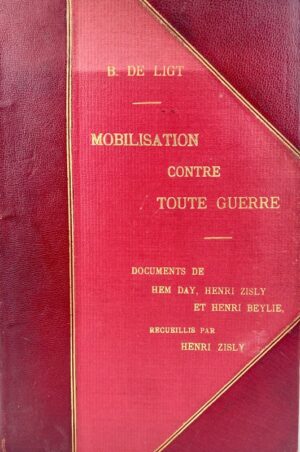 B. DE LIGT
MOBILISATION
CONTRE
TOUTE GUERRE
DOCUMENTS DE
HEM DAY, HENRI ZISLY
ET HENRI BEYLIE,
RECUEILLIS PAR
HENRI ZISLY